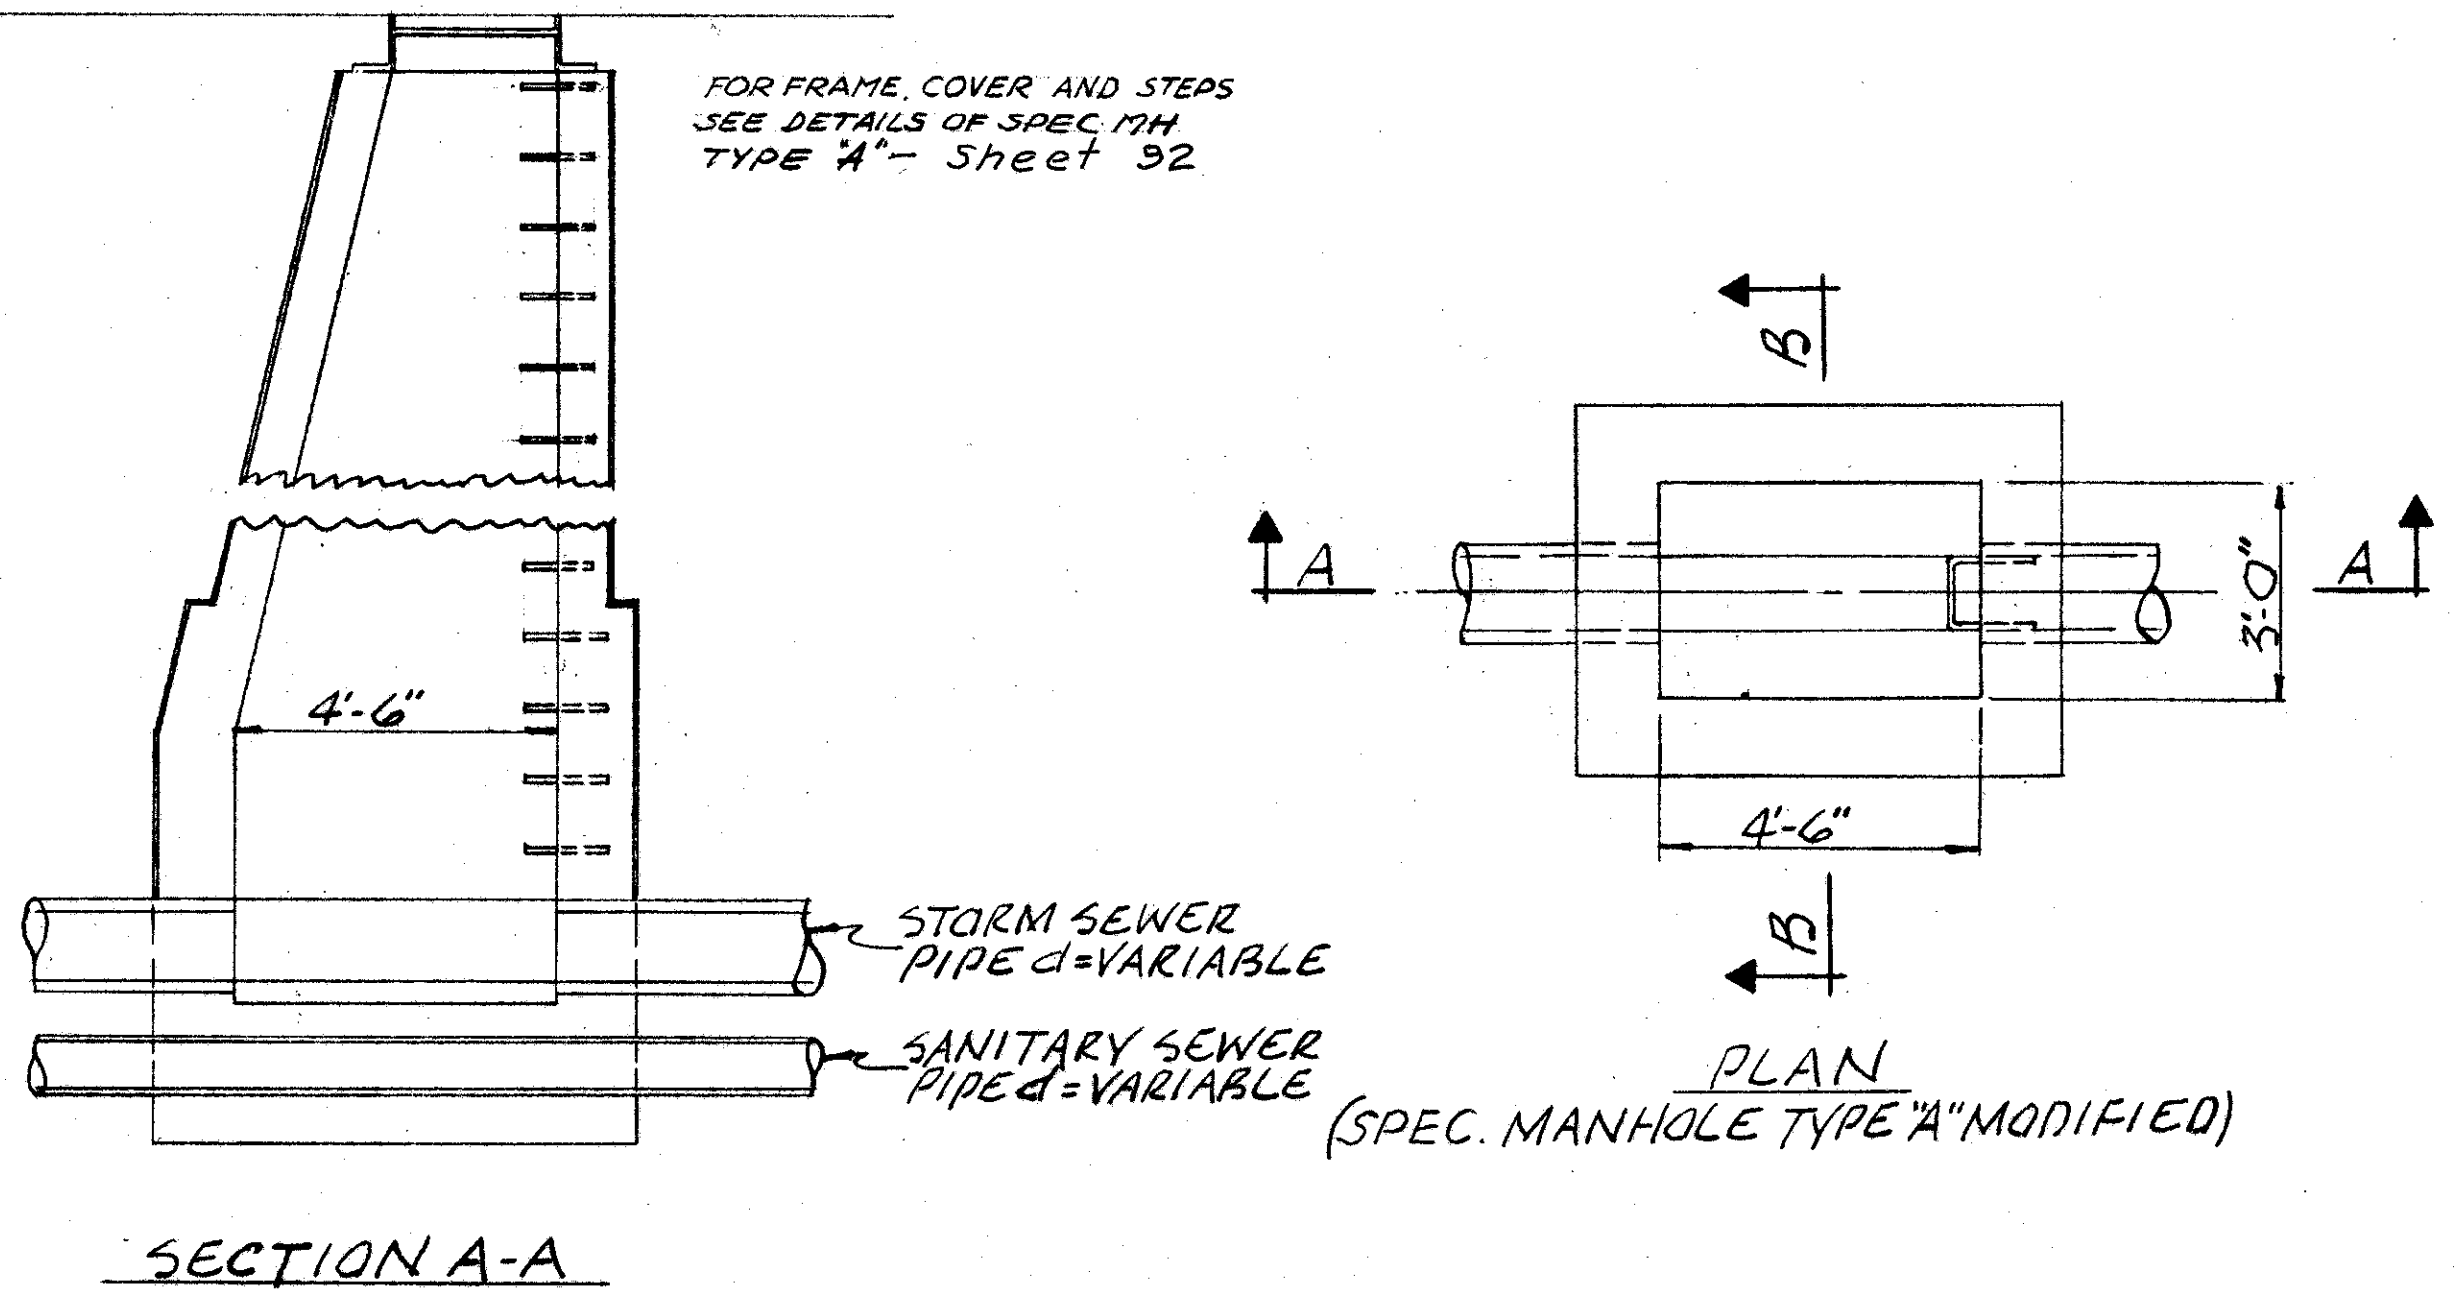 FOR FRAME, COVER AND STEPS
SEE DETAILS OF SPEC MH
TYPE "A" - Sheet 92
4'-6"
STORM SEWER
PIPE d=VARIABLE
SANITARY SEWER
PIPE d=VARIABLE
SECTION A-A
B
A
A
3'-0"
4'-6"
B
PLAN
(SPEC. MANHOLE TYPE "A" MODIFIED)